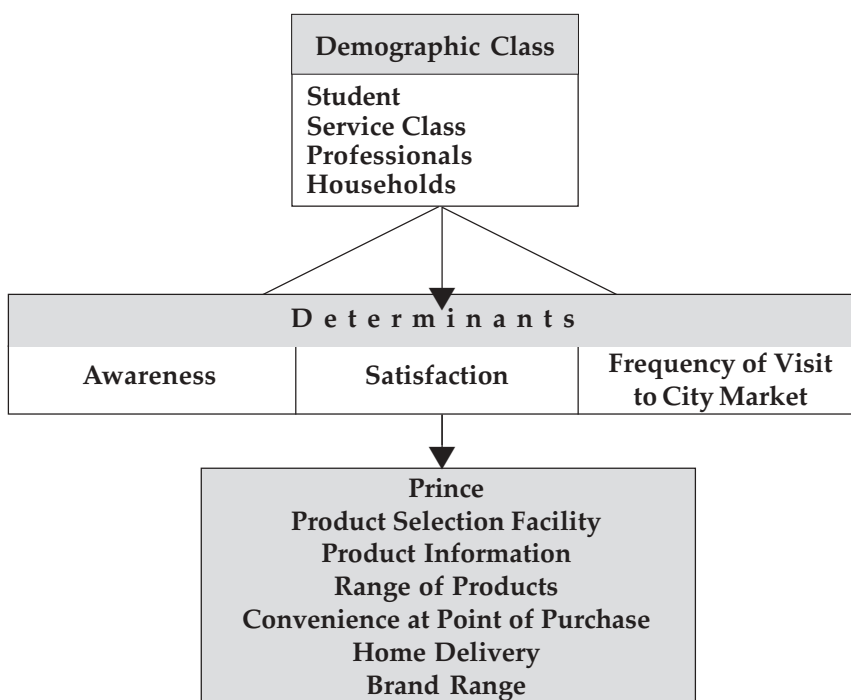 Demographic Class
Student
Service Class
Professionals
Households
Determinants
Awareness
Satisfaction
Frequency of Visit
to City Market
Prince
Product Selection Facility
Product Information
Range of Products
Convenience at Point of Purchase
Home Delivery
Brand Range